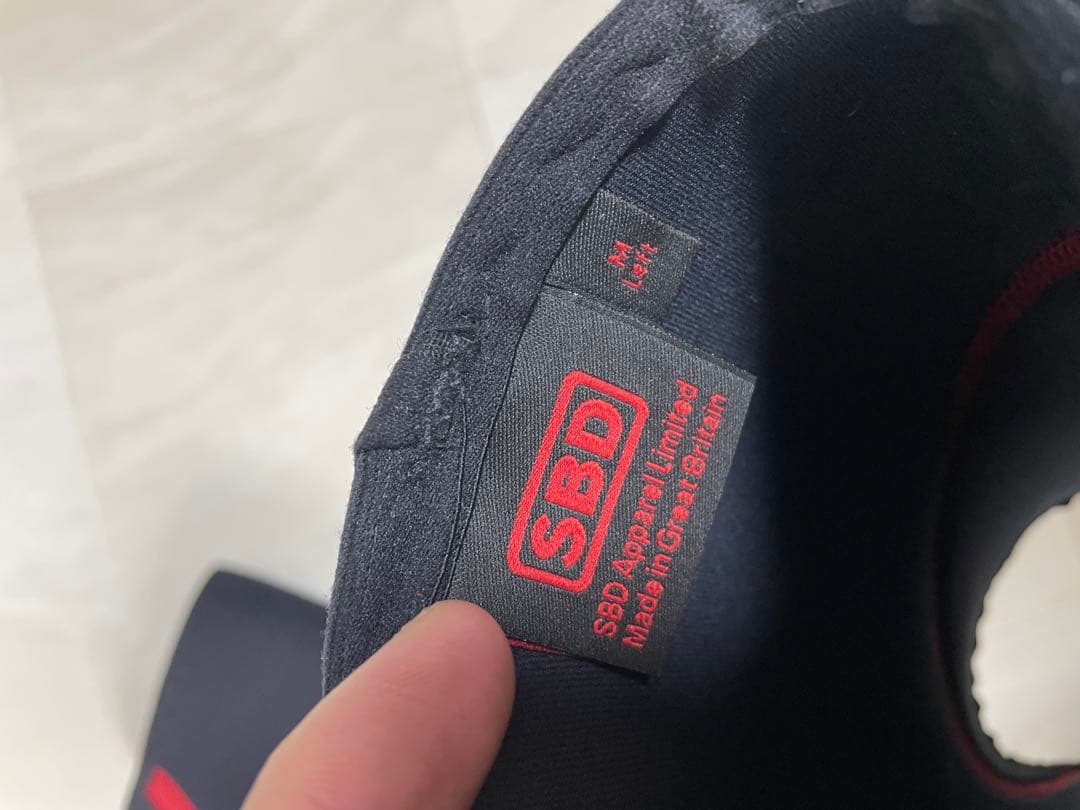 M
Left
SBD
SBD Apparel Limited
Made in Great Britain